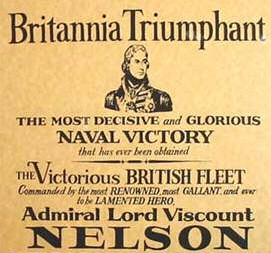 Britannia Triumphant
THE MOST DECISIVE and GLORIOUS
NAVAL VICTORY
that has ever been obtained
THE Victorious BRITISH FLEET
Commanded by the most RENOWNED, most GALLANT, and ever
to be LAMENTED HERO,
Admiral Lord Viscount
NELSON